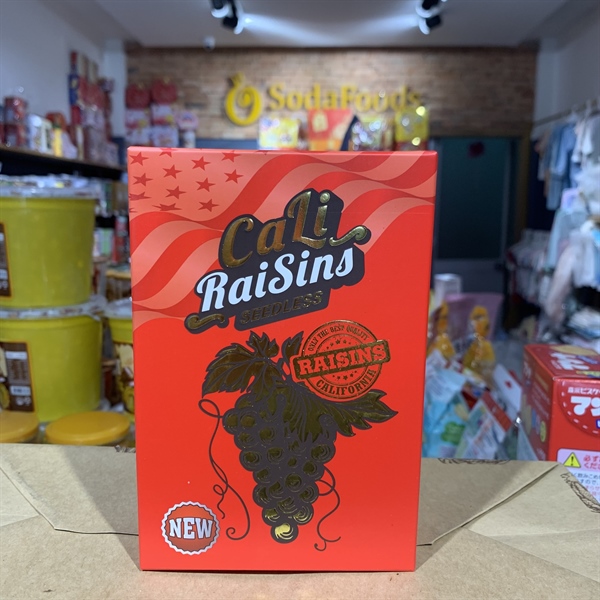 SodaFoods
CaLi
RaiSins
SEEDLESS
ONLY THE BEST QUALITY
RAISINS
CALIFORNIA
NEW